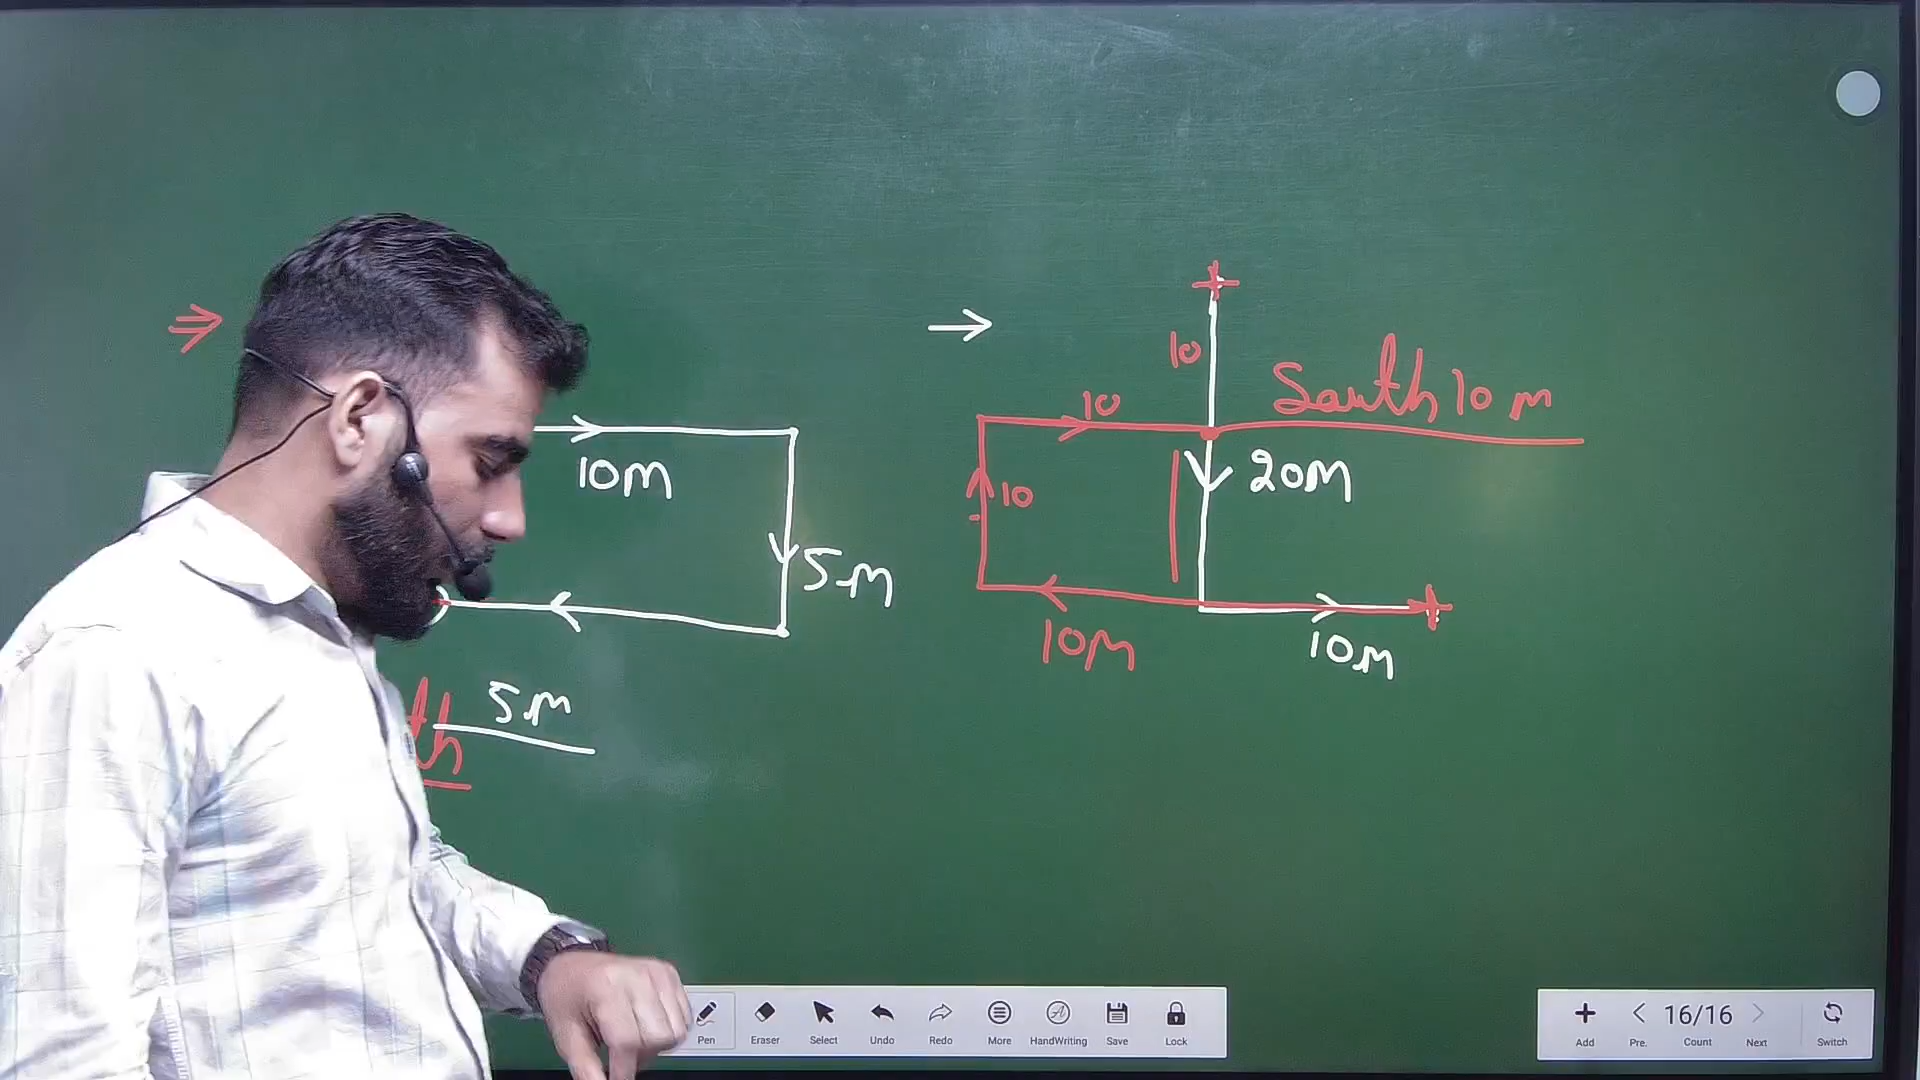 10
South 10 m
10
10M
20M
10
5M
10M
10M
5M
th
Pen
Eraser
Select
Undo
Redo
More
HandWriting
Save
Lock
16/16
Add
Pre.
Count
Next
Switch